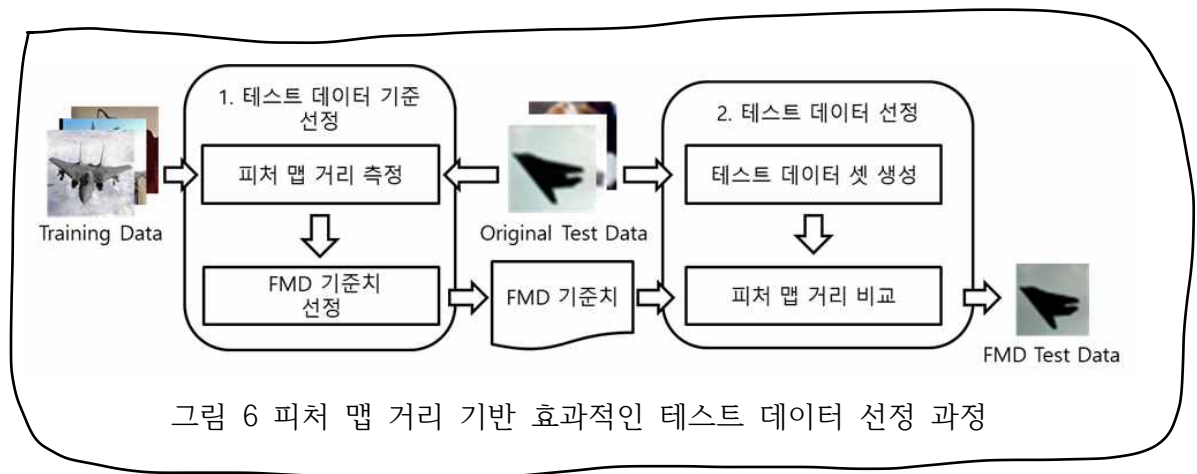 1. 테스트 데이터 기준
선정
피처 맵 거리 측정
FMD 기준치
선정
Training Data
Original Test Data
FMD 기준치
2. 테스트 데이터 선정
테스트 데이터 셋 생성
피처 맵 거리 비교
FMD Test Data
그림 6 피처 맵 거리 기반 효과적인 테스트 데이터 선정 과정